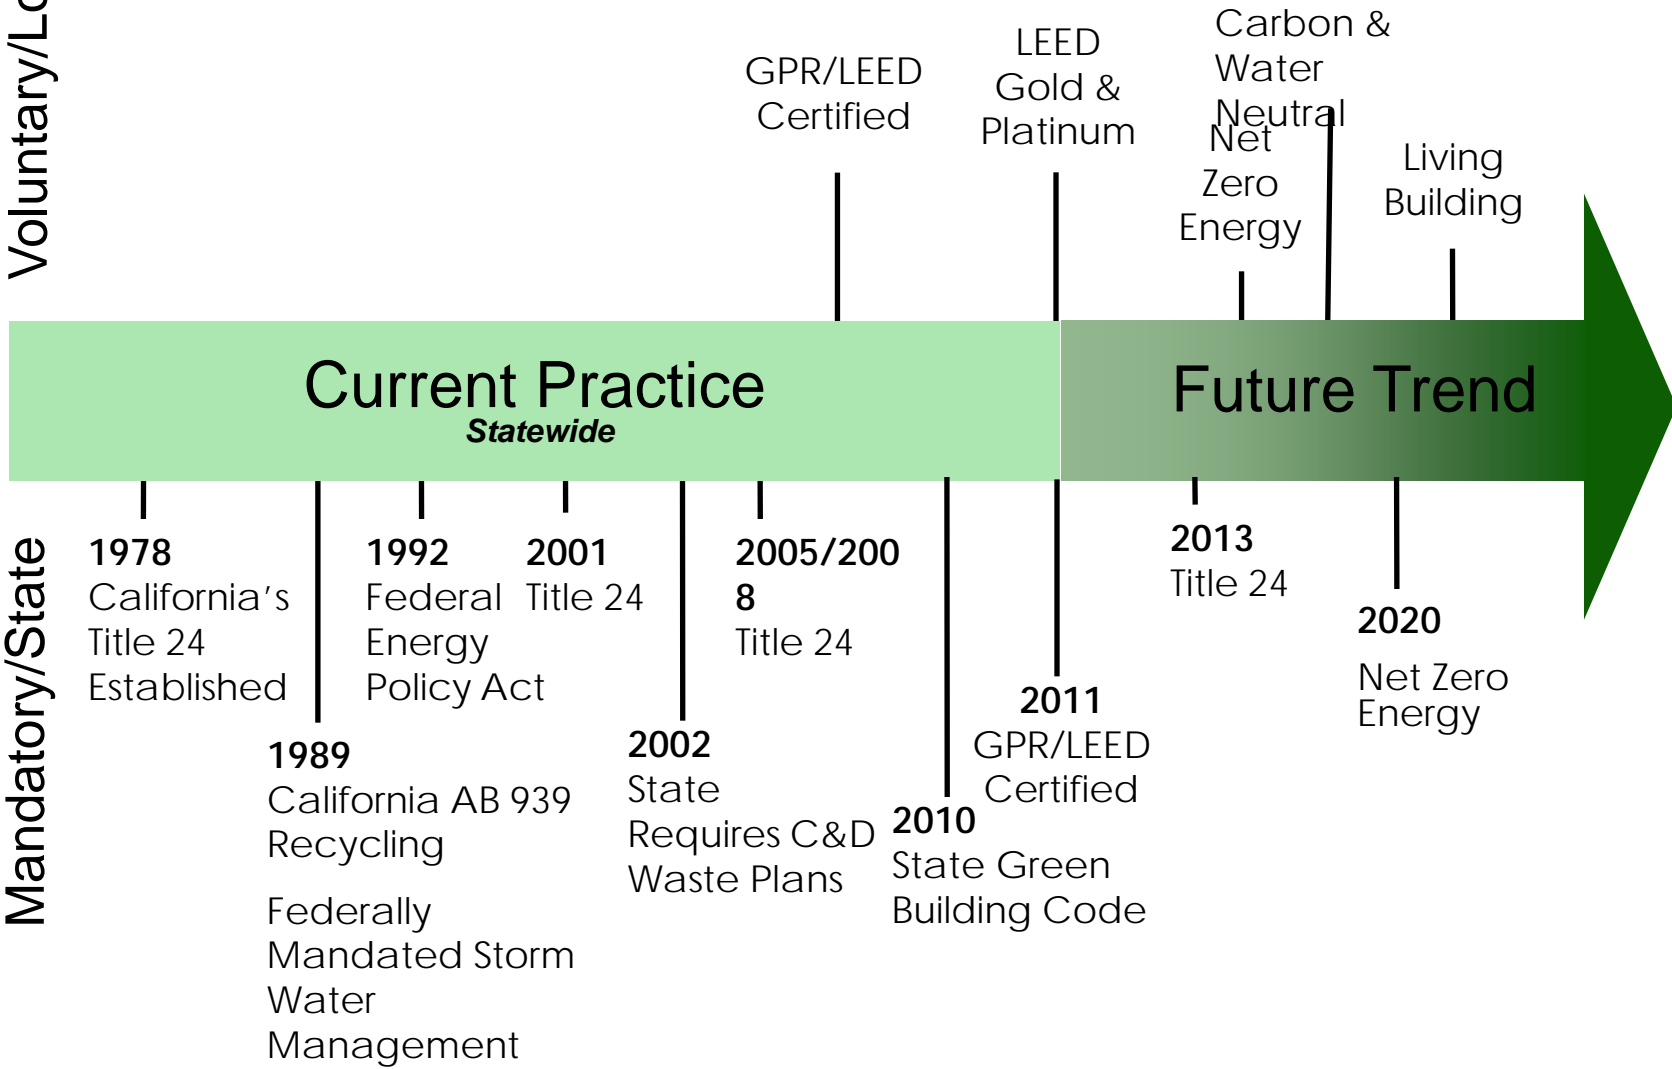 Voluntary/Lo
GPR/LEED
Certified
LEED
Gold &
Platinum
Carbon &
Water
Neutral
Net
Zero
Energy
Living
Building
Current Practice
Statewide
Future Trend
Mandatory/State
1978
California's
Title 24
Established
1989
California AB 939
Recycling
Federally
Mandated Storm
Water
Management
1992
Federal
Energy
Policy Act
2001
Title 24
2002
State
Requires C&D
Waste Plans
2005/200
8
Title 24
2010
State Green
Building Code
2011
GPR/LEED
Certified
2013
Title 24
2020
Net Zero
Energy